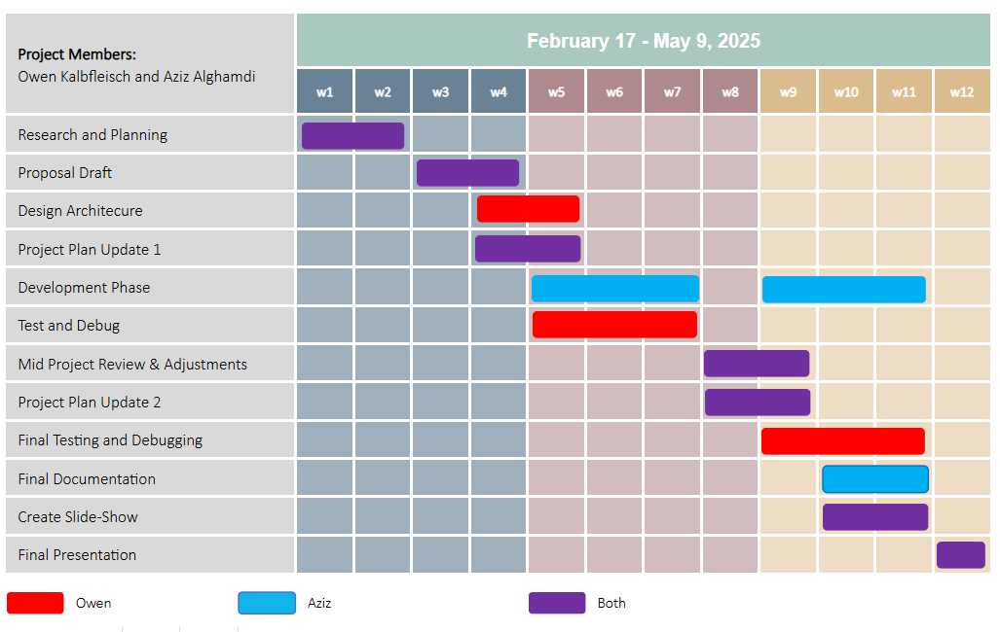 February 17 - May 9, 2025
Project Members:
Owen Kalbfleisch and Aziz Alghamdi
w1 w2 w3 w4 w5 w6 w7 w8 w9 w10 w11 w12
Research and Planning
Proposal Draft
Design Architecure
Project Plan Update 1
Development Phase
Test and Debug
Mid Project Review & Adjustments
Project Plan Update 2
Final Testing and Debugging
Final Documentation
Create Slide-Show
Final Presentation
Owen Aziz Both